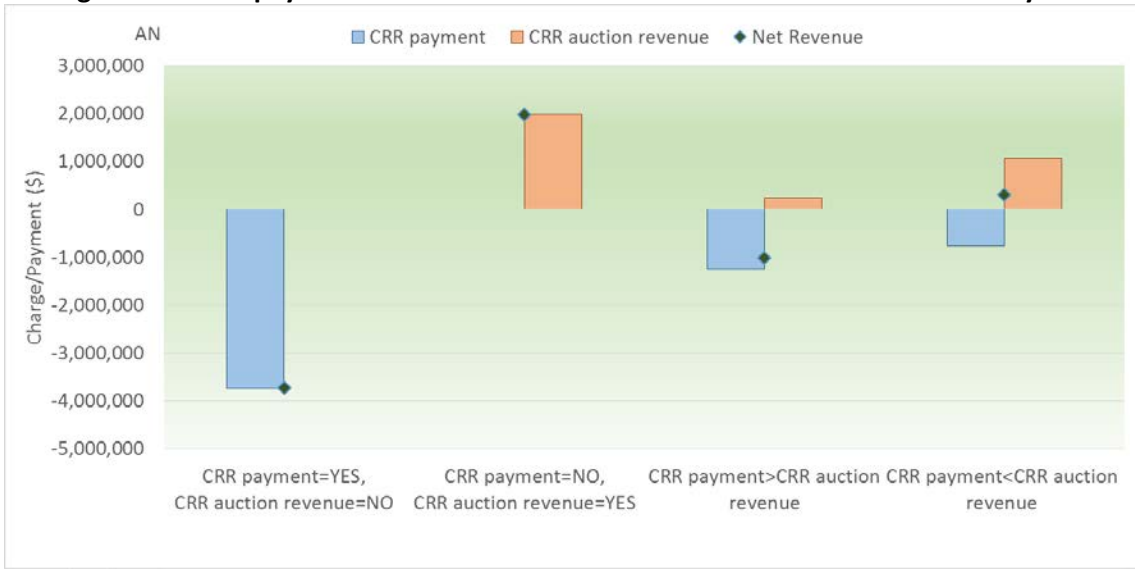 AN
CRR payment CRR auction revenue Net Revenue
3,000,000
2,000,000
1,000,000
0
-1,000,000
-2,000,000
-3,000,000
-4,000,000
-5,000,000
Charge/Payment ($)
CRR payment=YES,
CRR auction revenue=NO
CRR payment=NO,
CRR auction revenue=YES
CRR payment>CRR auction
revenue
CRR payment<CRR auction
revenue